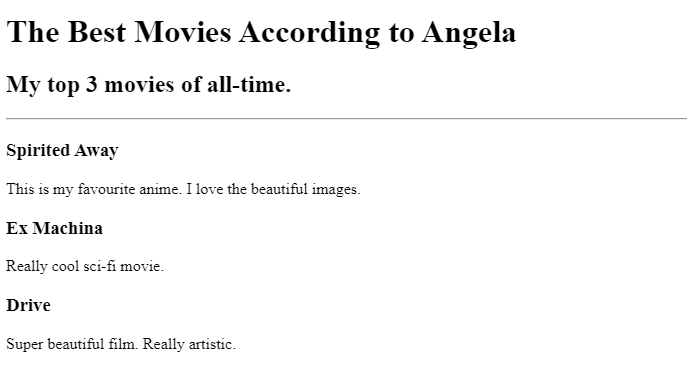 The Best Movies According to Angela
My top 3 movies of all-time.
Spirited Away
This is my favourite anime. I love the beautiful images.
Ex Machina
Really cool sci-fi movie.
Drive
Super beautiful film. Really artistic.